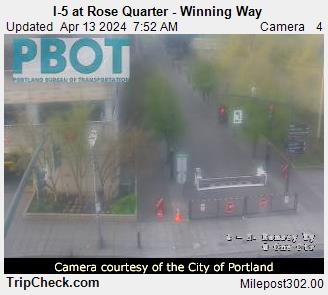 I-5 at Rose Quarter - Winning Way
Updated Apr 13 2024 7:52 AM Camera 4
PBOT
PORTLAND BUREAU OF TRANSPORTATION
Camera courtesy of the City of Portland
TripCheck.com Milepost302.00